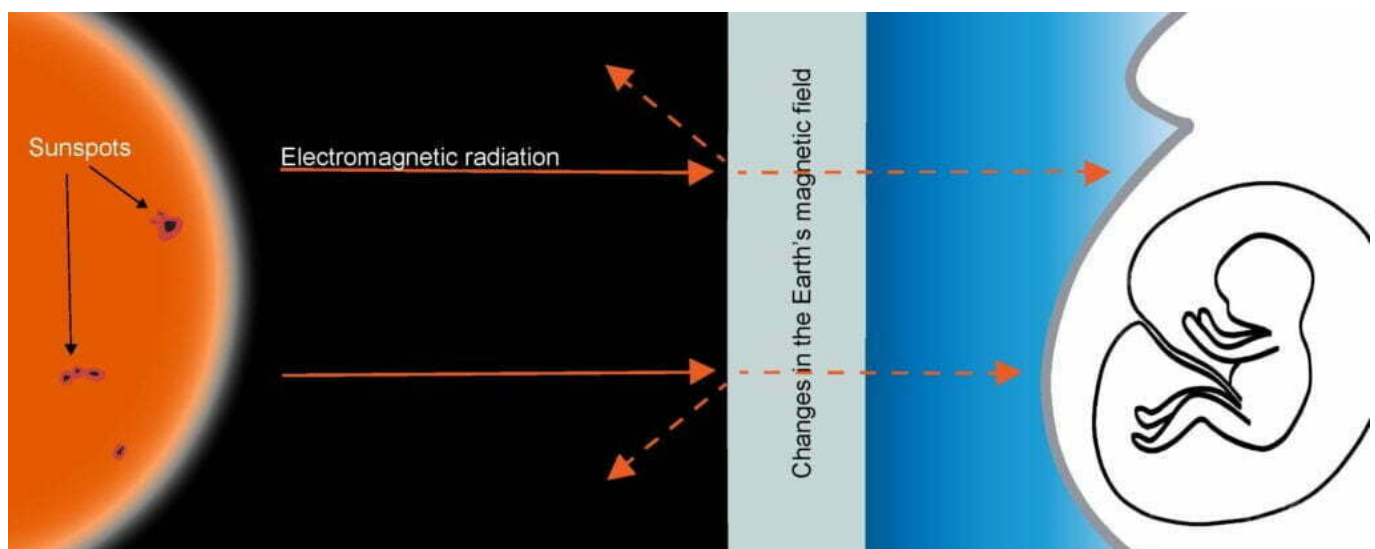 Sunspots
Electromagnetic radiation
Changes in the Earth's magnetic field